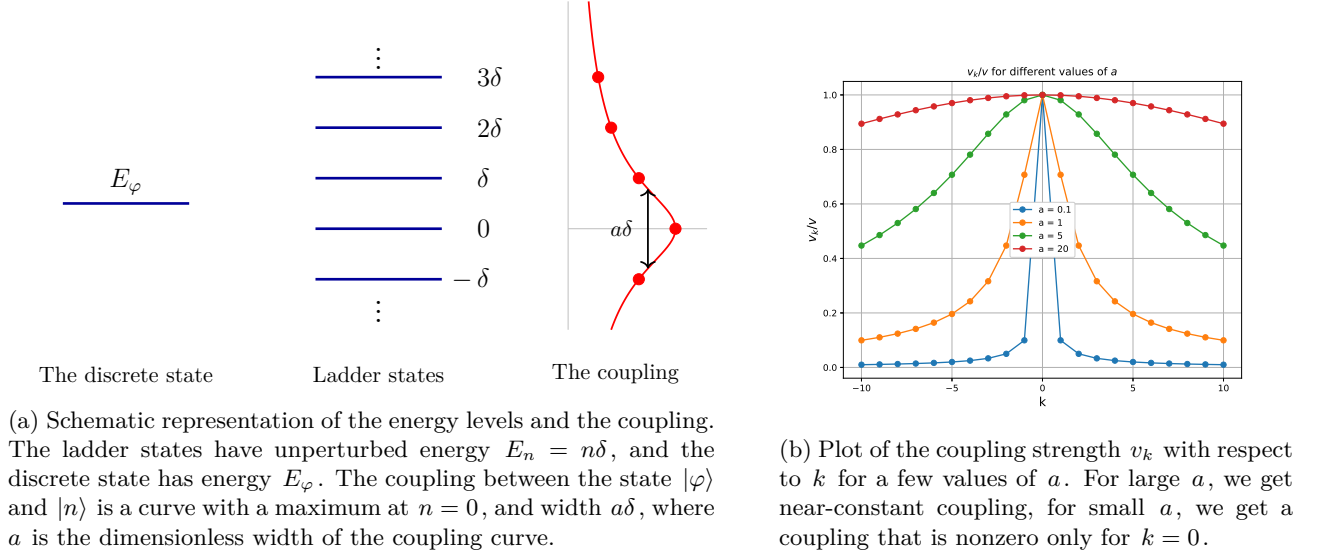 E_φ
⋮
3δ
2δ
δ
0
−δ
⋮
aδ
The discrete state
Ladder states
The coupling
(a) Schematic representation of the energy levels and the coupling.
The ladder states have unperturbed energy E_n = nδ, and the
discrete state has energy E_φ. The coupling between the state |φ⟩
and |n⟩ is a curve with a maximum at n = 0, and width aδ, where
a is the dimensionless width of the coupling curve.
v_k/v for different values of a
v_k/v
1.0
0.8
0.6
0.4
0.2
0.0
a = 0.1
a = 1
a = 5
a = 20
−10 −5 0 5 10
k
(b) Plot of the coupling strength v_k with respect
to k for a few values of a. For large a, we get
near-constant coupling, for small a, we get a
coupling that is nonzero only for k = 0.